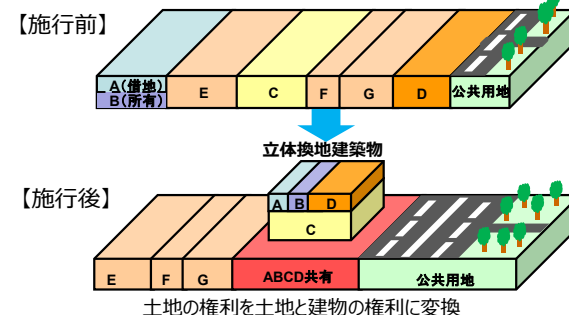 【施行前】
A(借地)
B(所有)
E
C
F
G
D
公共用地
立体換地建築物
【施行後】
A
B
D
C
E
F
G
ABCD共有
公共用地
土地の権利を土地と建物の権利に変換